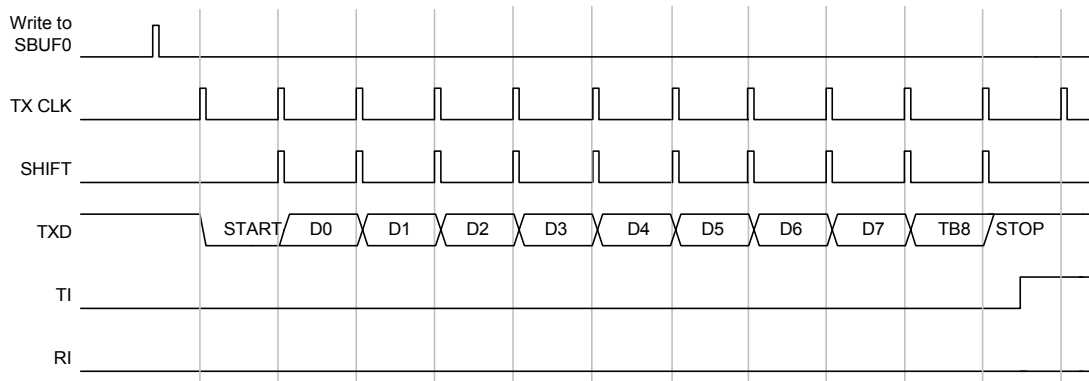 Write to
SBUF0
TX CLK
SHIFT
TXD
START D0 D1 D2 D3 D4 D5 D6 D7 TB8 STOP
TI
RI